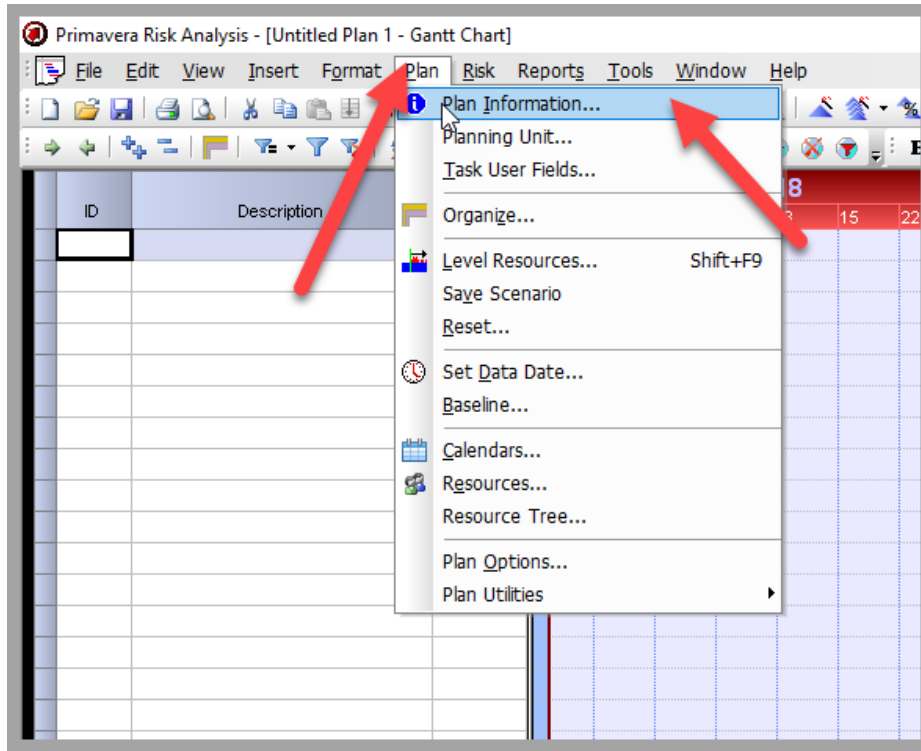 Primavera Risk Analysis - [Untitled Plan 1 - Gantt Chart]
File Edit View Insert Format Plan Risk Reports Tools Window Help
Plan Information...
Planning Unit...
Task User Fields...
8
ID Description
15 22
Organize...
Level Resources... Shift+F9
Save Scenario
Reset...
Set Data Date...
Baseline...
Calendars...
Resources...
Resource Tree...
Plan Options...
Plan Utilities